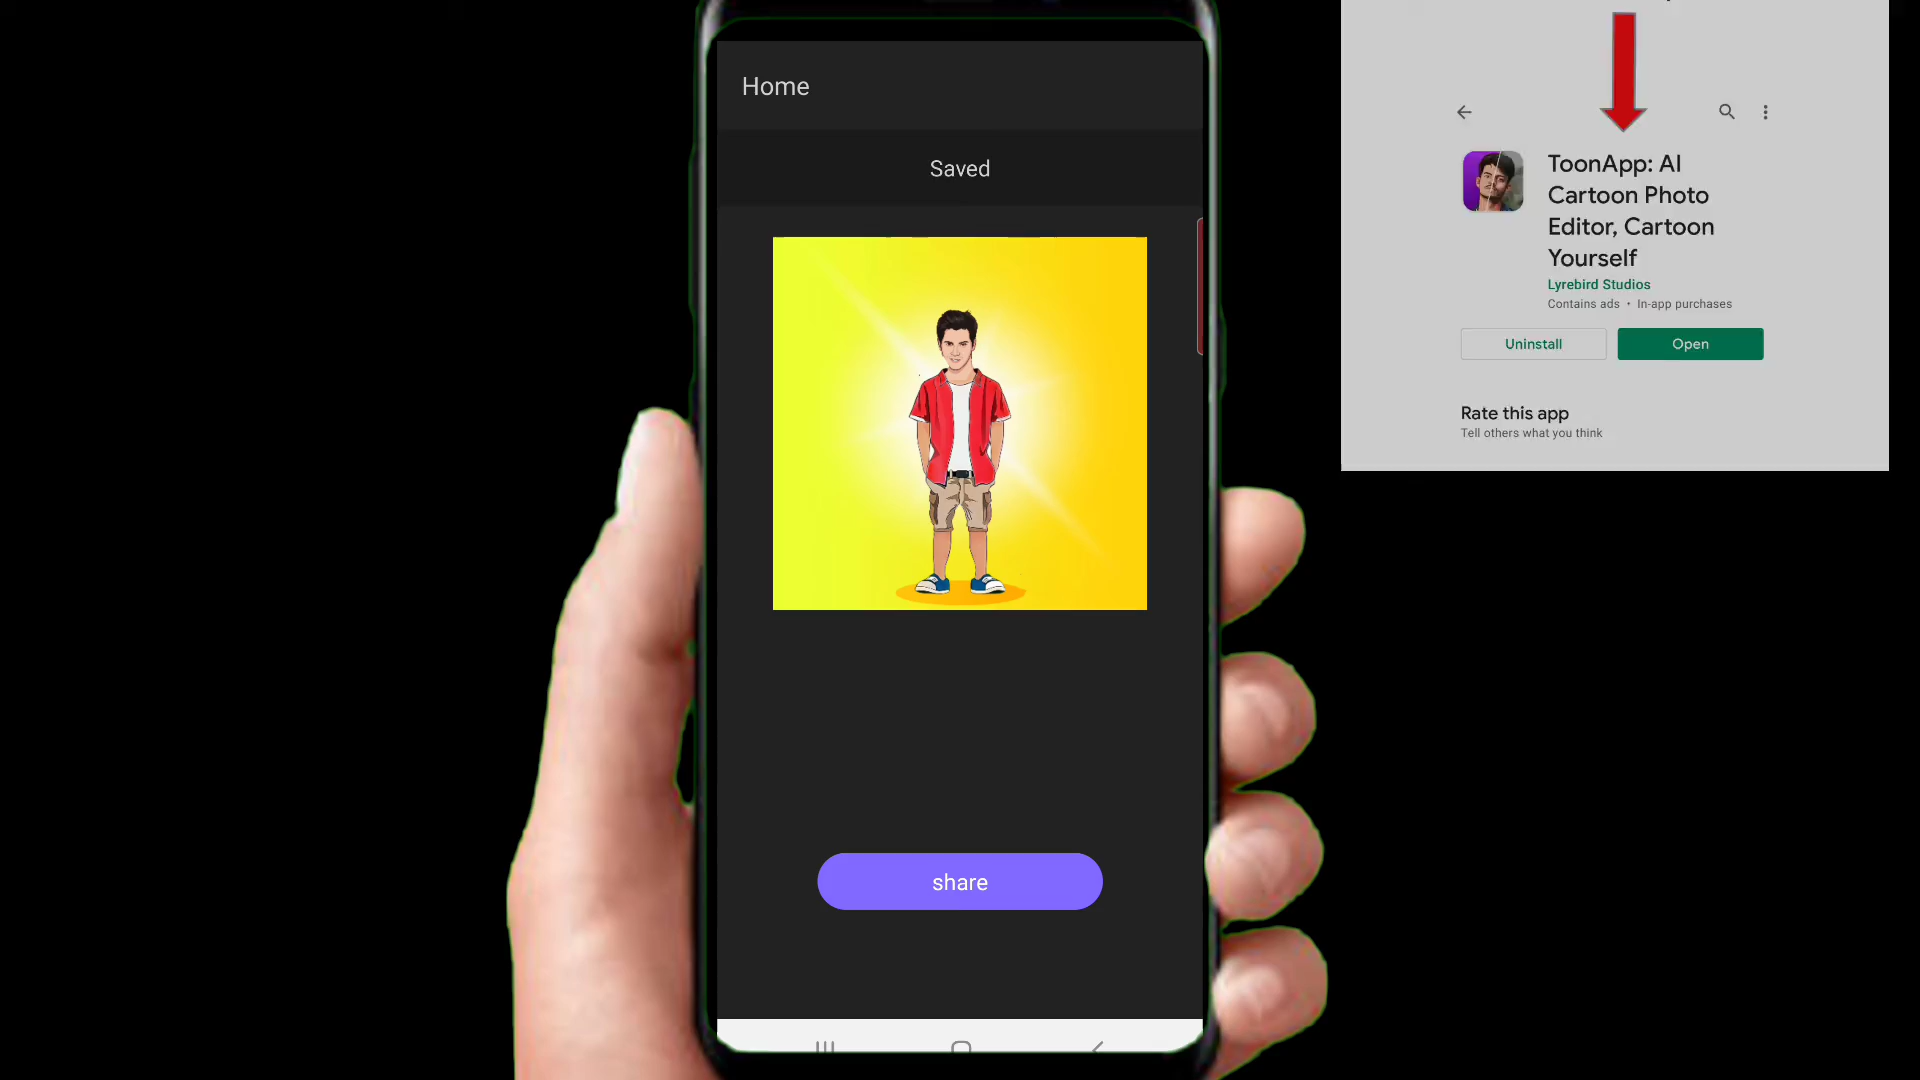 Home
Saved
share
ToonApp: AI
Cartoon Photo
Editor, Cartoon
Yourself
Lyrebird Studios
Contains ads • In-app purchases
Uninstall
Open
Rate this app
Tell others what you think